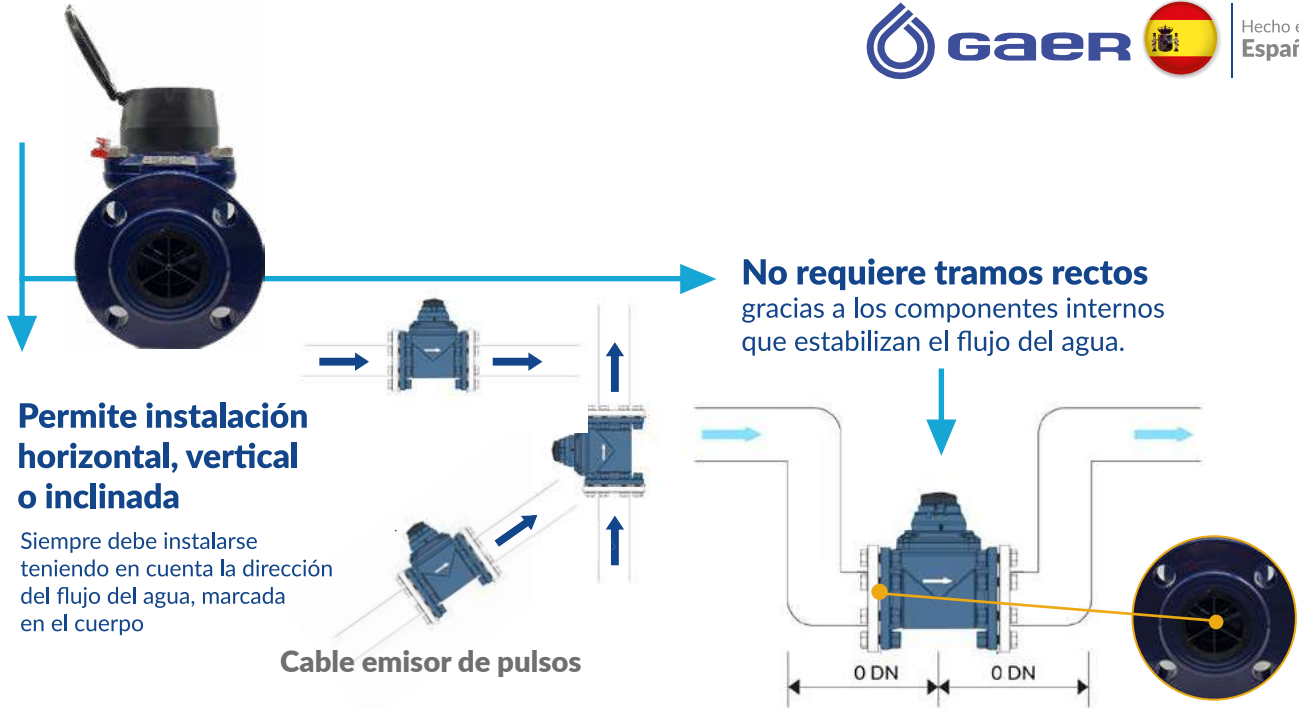 GAER
Hecho e
Españ
No requiere tramos rectos
gracias a los componentes internos
que estabilizan el flujo del agua.
Permite instalación
horizontal, vertical
o inclinada
Siempre debe instalarse
teniendo en cuenta la dirección
del flujo del agua, marcada
en el cuerpo
Cable emisor de pulsos
0 DN
0 DN